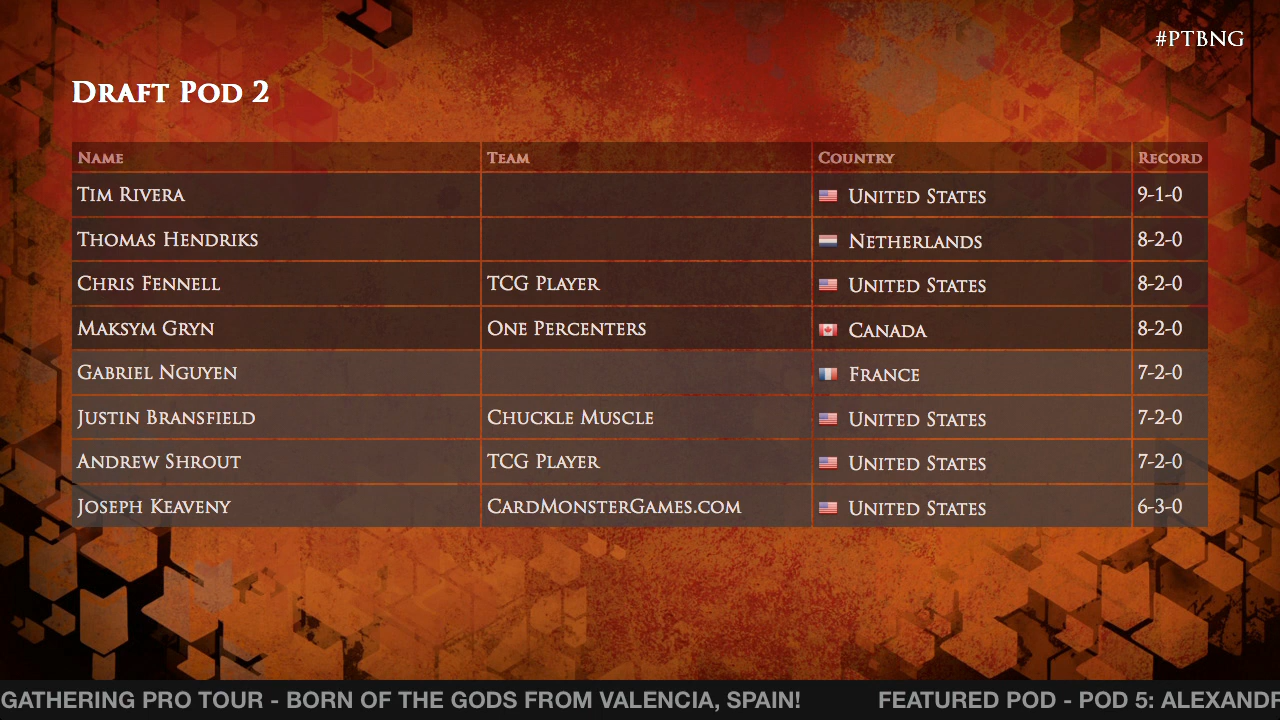 #PTBNG
Draft Pod 2
Name Team Country Record
Tim Rivera United States 9-1-0
Thomas Hendriks Netherlands 8-2-0
Chris Fennell TCG Player United States 8-2-0
Maksym Gryn One Percenters Canada 8-2-0
Gabriel Nguyen France 7-2-0
Justin Bransfield Chuckle Muscle United States 7-2-0
Andrew Shrout TCG Player United States 7-2-0
Joseph Keaveny CardMonsterGames.com United States 6-3-0
GATHERING PRO TOUR - BORN OF THE GODS FROM VALENCIA, SPAIN! FEATURED POD - POD 5: